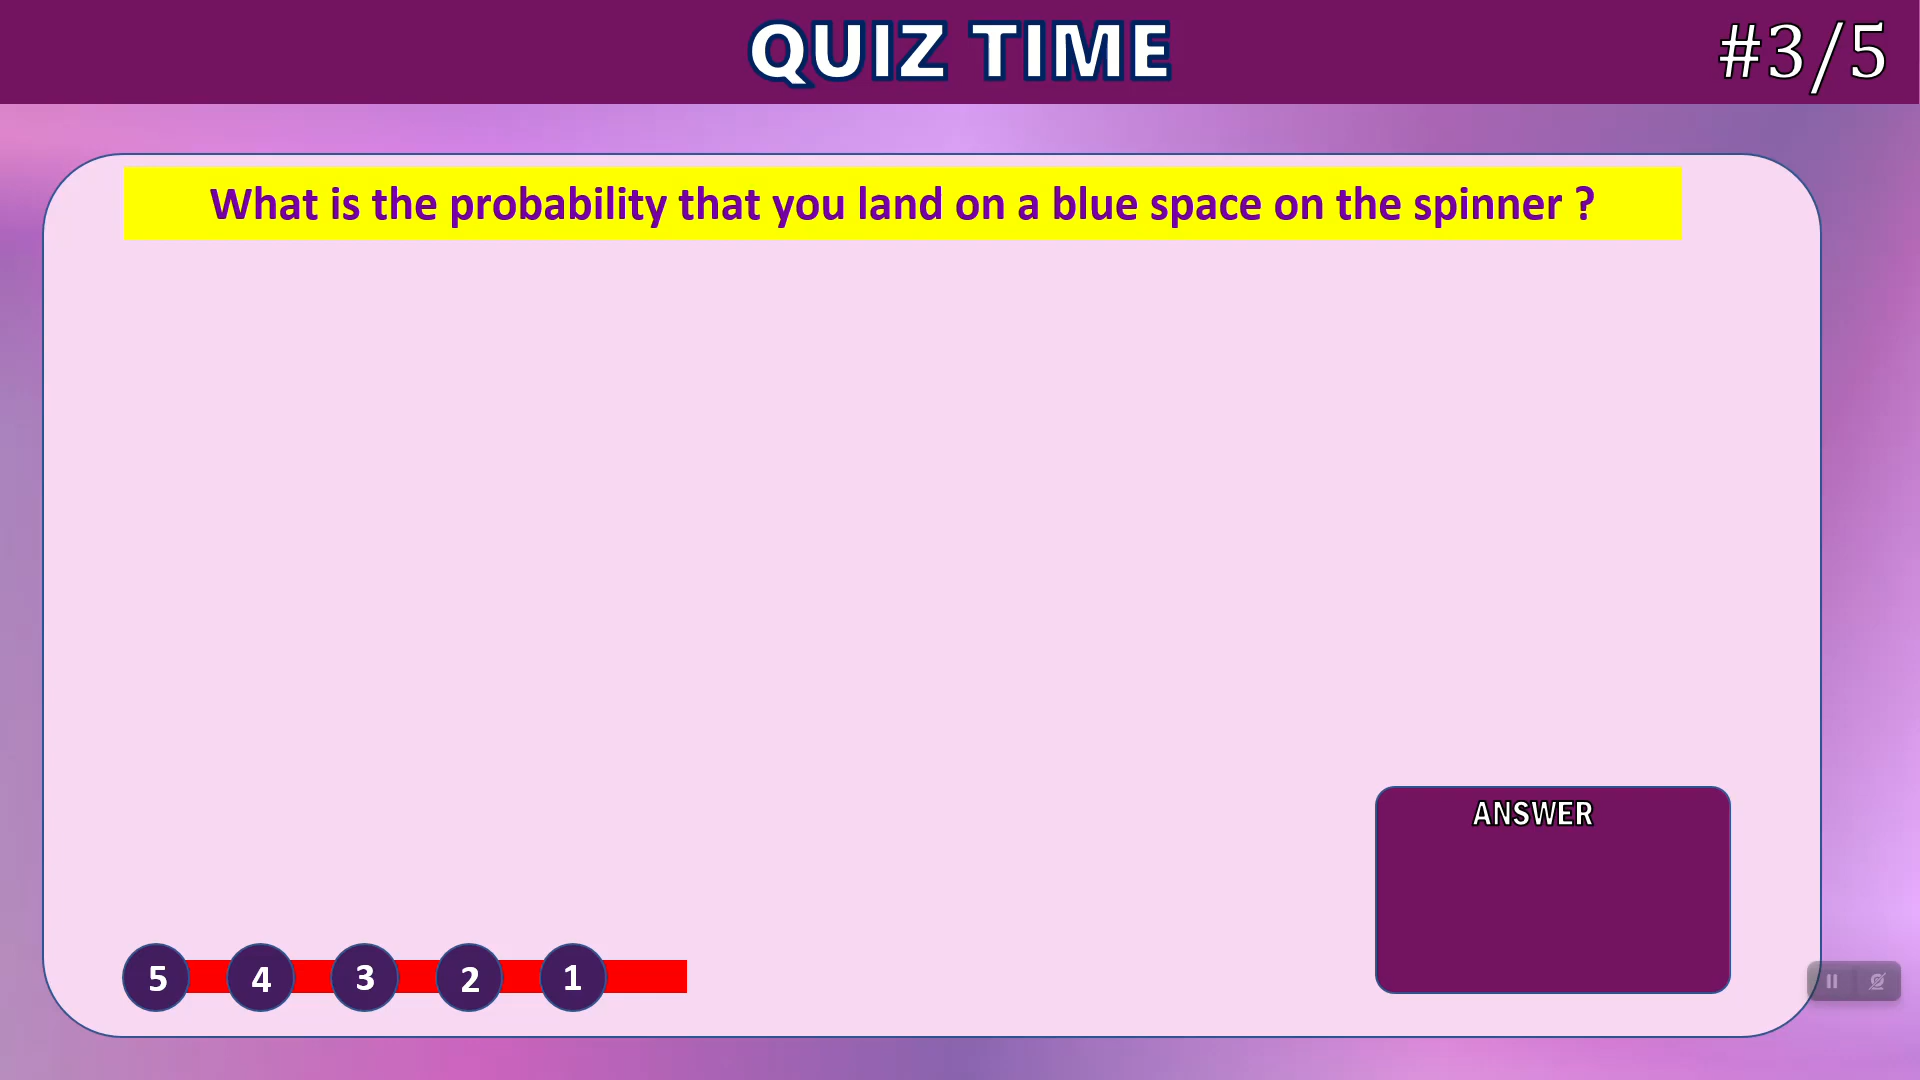 QUIZ TIME
#3/5
What is the probability that you land on a blue space on the spinner ?
ANSWER
5 4 3 2 1